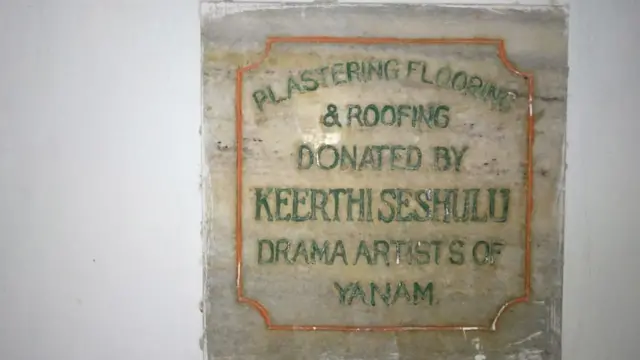 PLASTERING FLOORING
& ROOFING
DONATED BY
KEERTHI SESHULU
DRAMA ARTISTS OF
YANAM